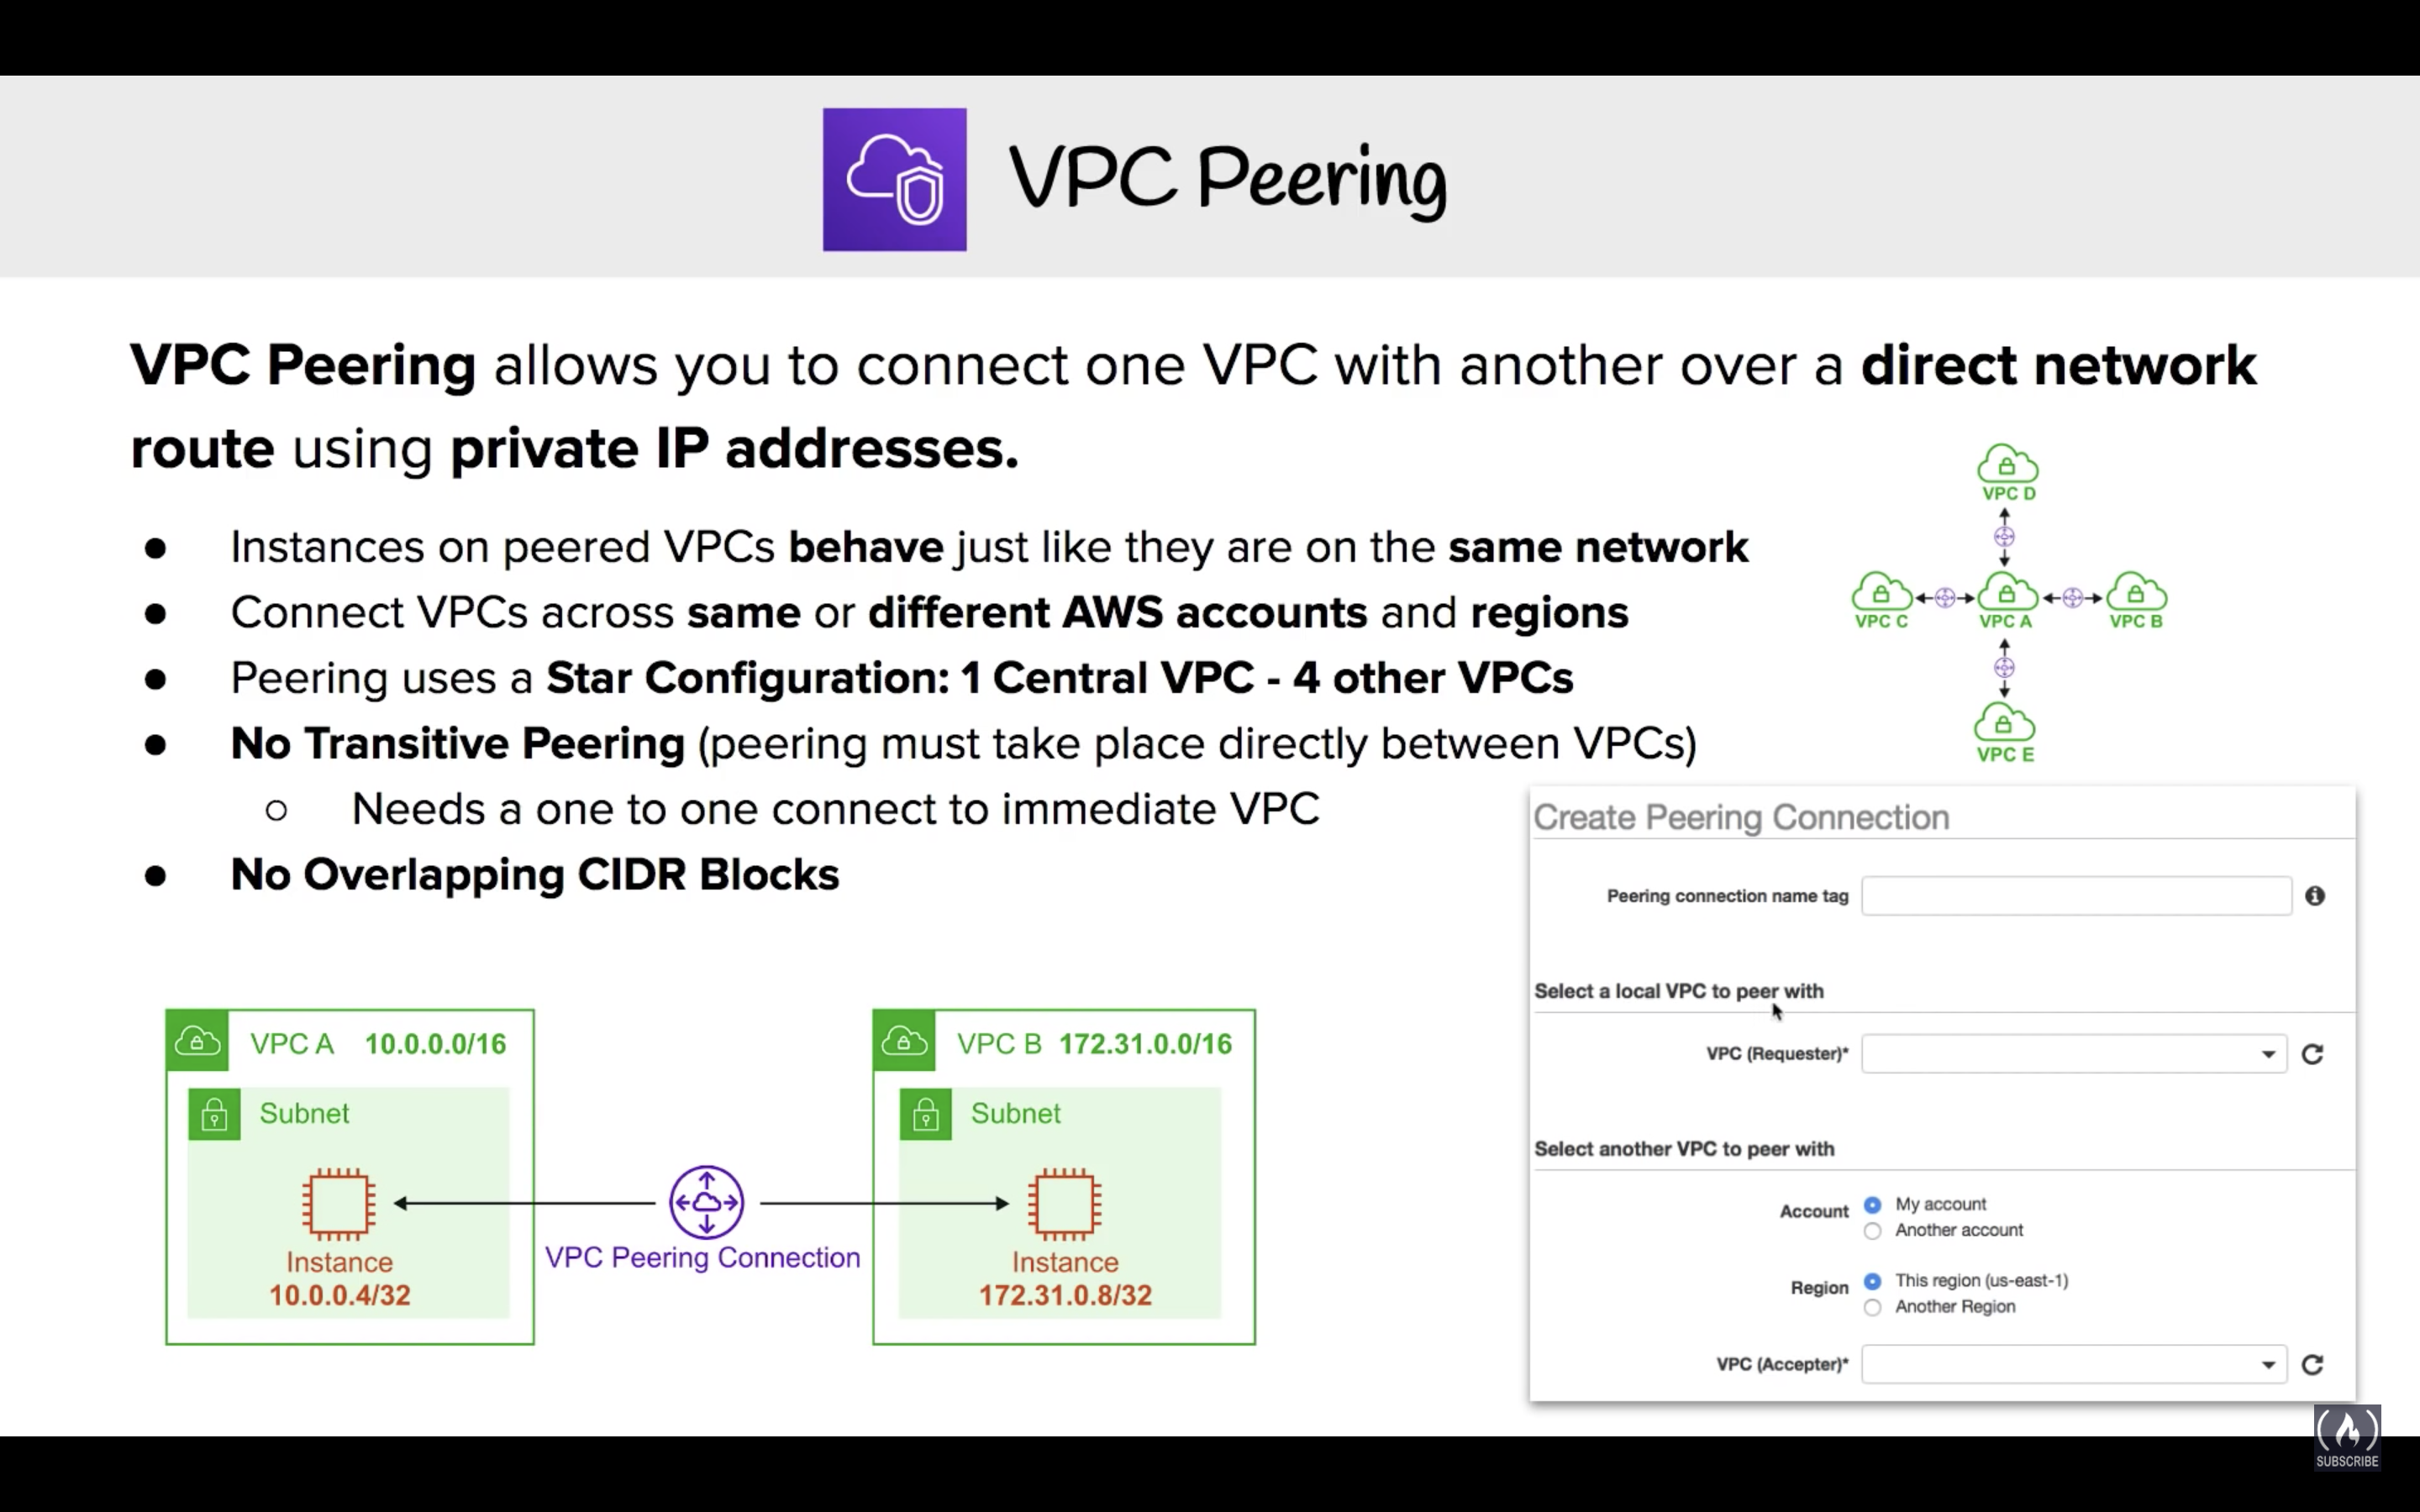 VPC Peering
VPC Peering allows you to connect one VPC with another over a direct network
route using private IP addresses.
● Instances on peered VPCs behave just like they are on the same network
● Connect VPCs across same or different AWS accounts and regions
● Peering uses a Star Configuration: 1 Central VPC - 4 other VPCs
● No Transitive Peering (peering must take place directly between VPCs)
○ Needs a one to one connect to immediate VPC
● No Overlapping CIDR Blocks
VPC D
VPC C
VPC A
VPC B
VPC E
VPC A 10.0.0.0/16
Subnet
Instance
10.0.0.4/32
VPC Peering Connection
VPC B 172.31.0.0/16
Subnet
Instance
172.31.0.8/32
Create Peering Connection
Peering connection name tag
Select a local VPC to peer with
VPC (Requester)*
Select another VPC to peer with
Account
My account
Another account
Region
This region (us-east-1)
Another Region
VPC (Accepter)*
SUBSCRIBE